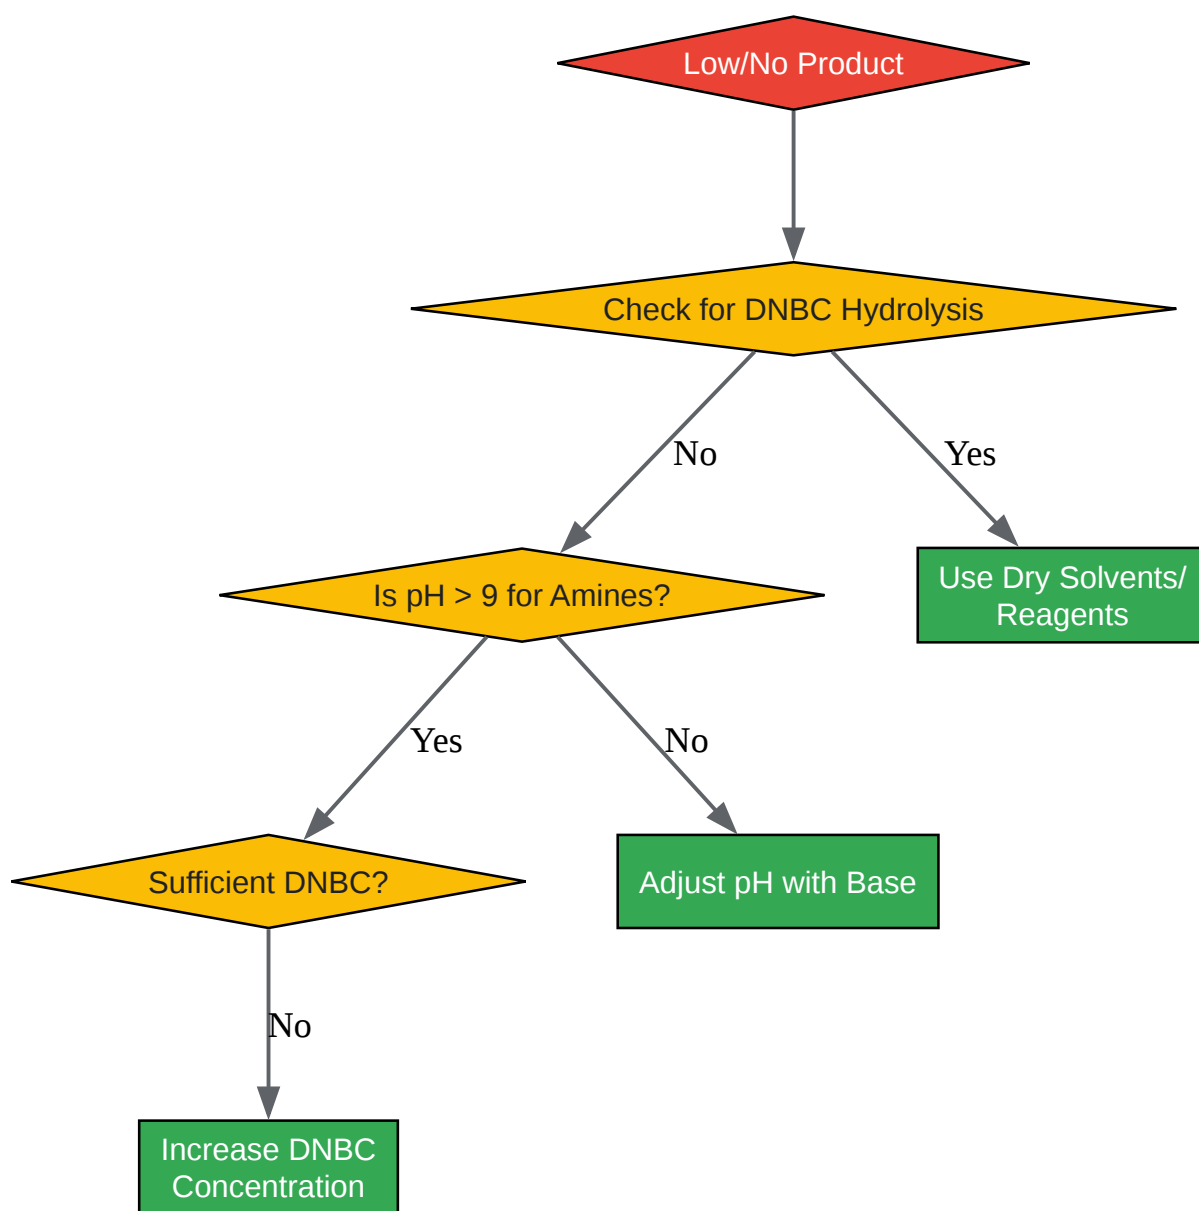 Low/No Product
Check for DNBC Hydrolysis
No
Yes
Is pH > 9 for Amines?
Use Dry Solvents/
Reagents
Yes
No
Sufficient DNBC?
Adjust pH with Base
No
Increase DNBC
Concentration